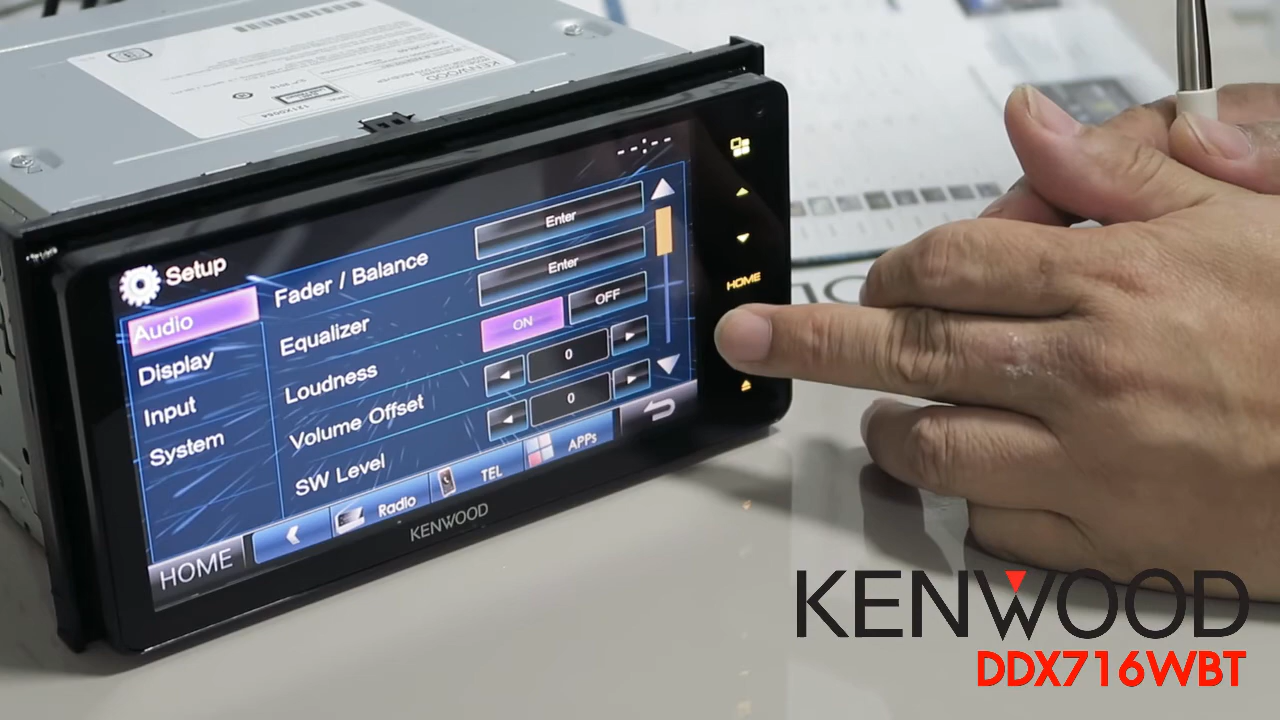 KENWOOD
--:--
Setup
Audio
Display
Input
System
Fader / Balance
Enter
Equalizer
Enter
Loudness
ON
OFF
Volume Offset
0
SW Level
0
HOME
Radio
TEL
APPs
KENWOOD
HOME
KENWOOD
DDX716WBT